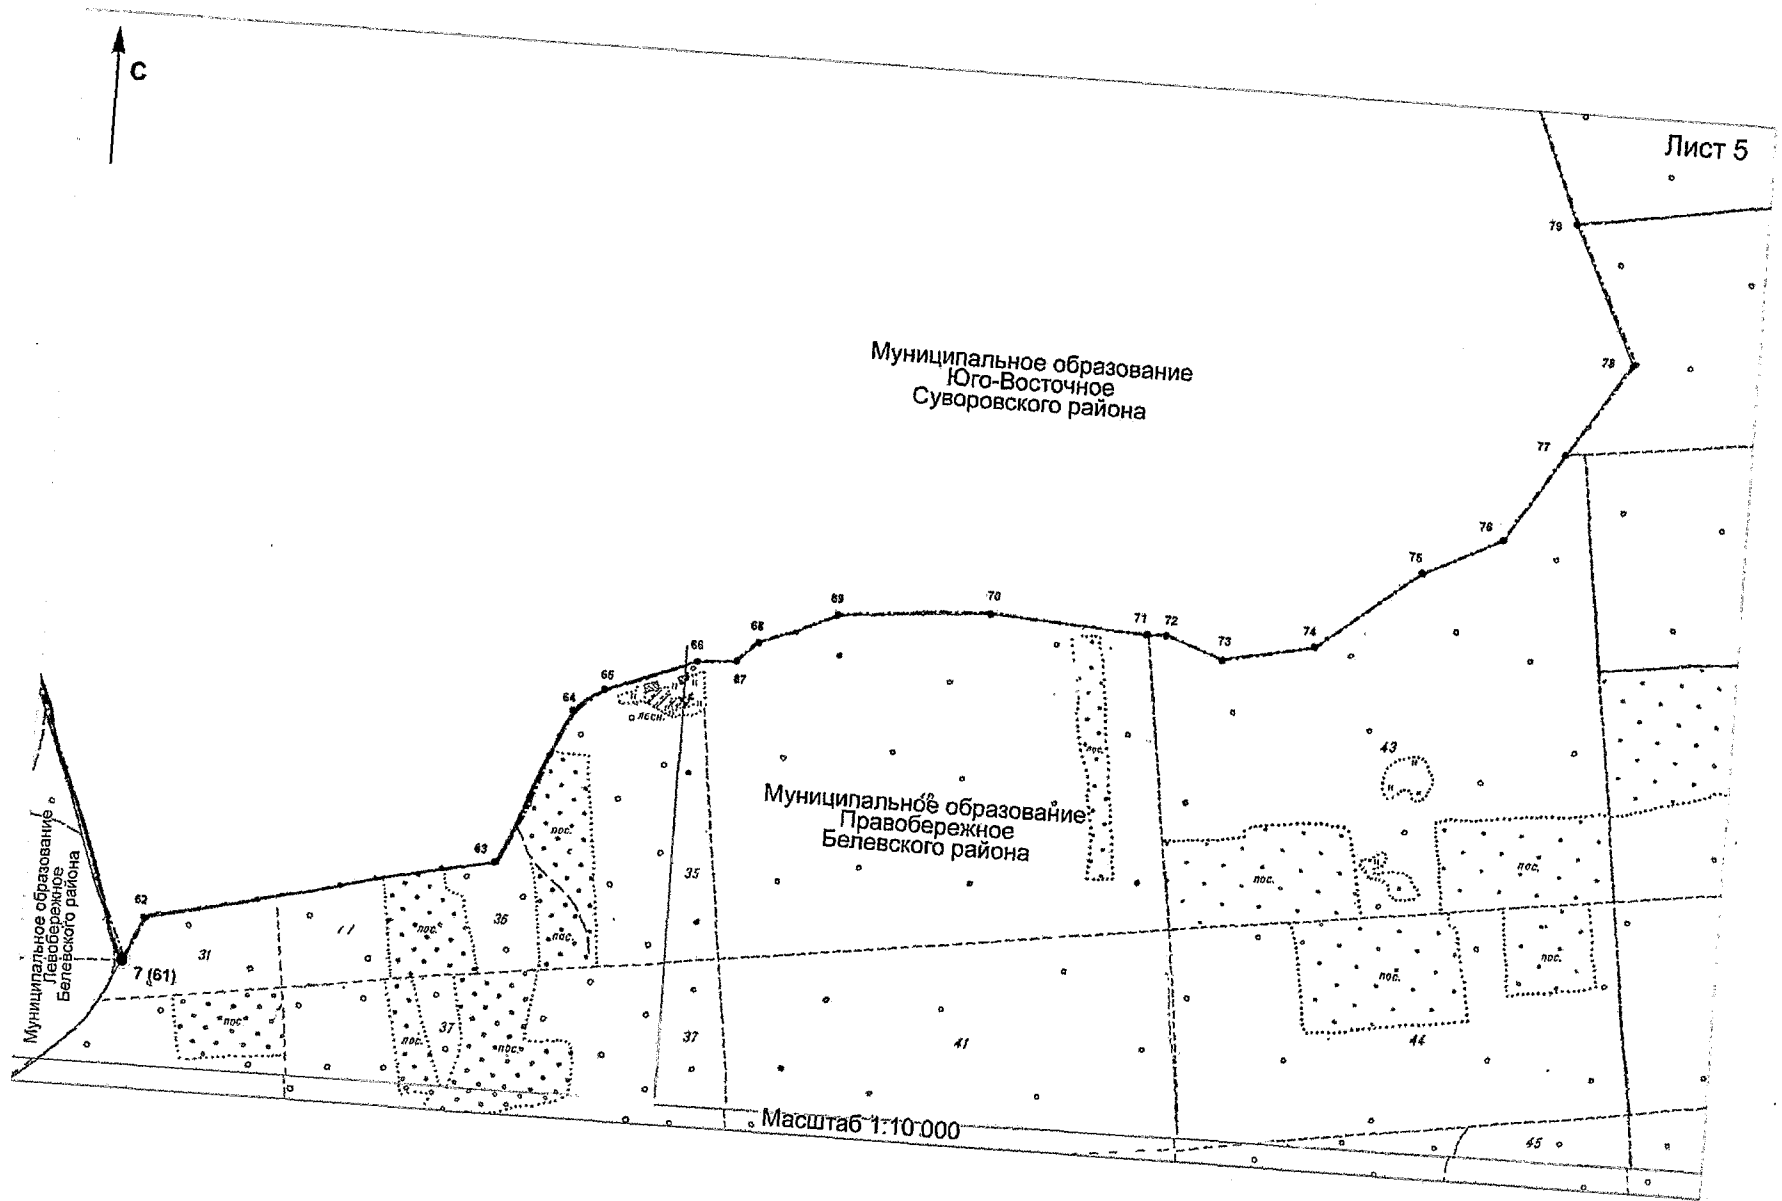 С
Лист 5
79
78
Муниципальное образование
Юго-Восточное
Суворовского района
77
76
75
69
70
71
72
68
74
73
66
67
65
64
лесн.
пос.
43
Муниципальное образование
Правобережное
Белевского района
пос.
63
35
пос.
пос.
62
36
31
пос.
пос.
7 (61)
Муниципальное образование
Левобережное
Белевского района
пос.
пос.
пос.
37
пос.
пос.
37
41
44
Масштаб 1:10 000
45